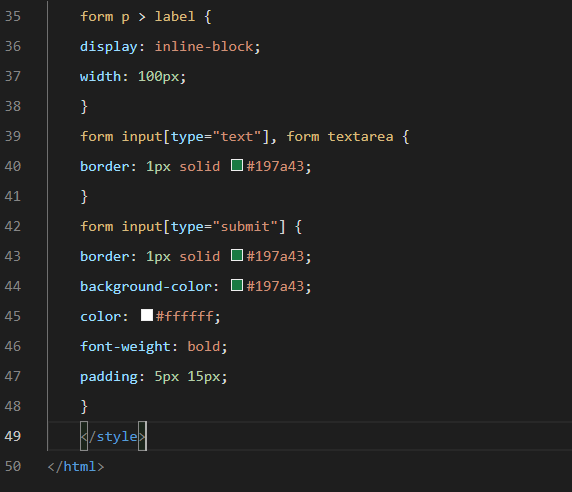 35 form p > label {
36 display: inline-block;
37 width: 100px;
38 }
39 form input[type="text"], form textarea {
40 border: 1px solid #197a43;
41 }
42 form input[type="submit"] {
43 border: 1px solid #197a43;
44 background-color: #197a43;
45 color: #ffffff;
46 font-weight: bold;
47 padding: 5px 15px;
48 }
49 </style>
50 </html>